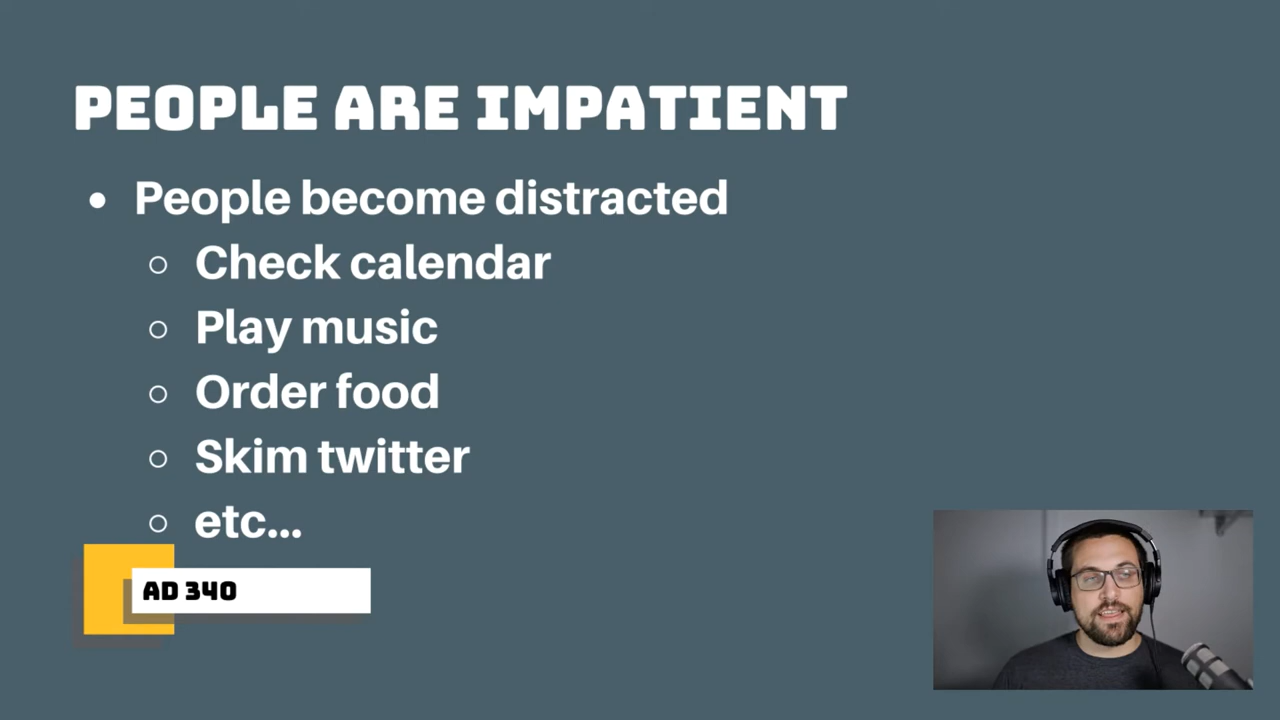 PEOPLE ARE IMPATIENT
• People become distracted
○ Check calendar
○ Play music
○ Order food
○ Skim twitter
○ etc...
AD 340